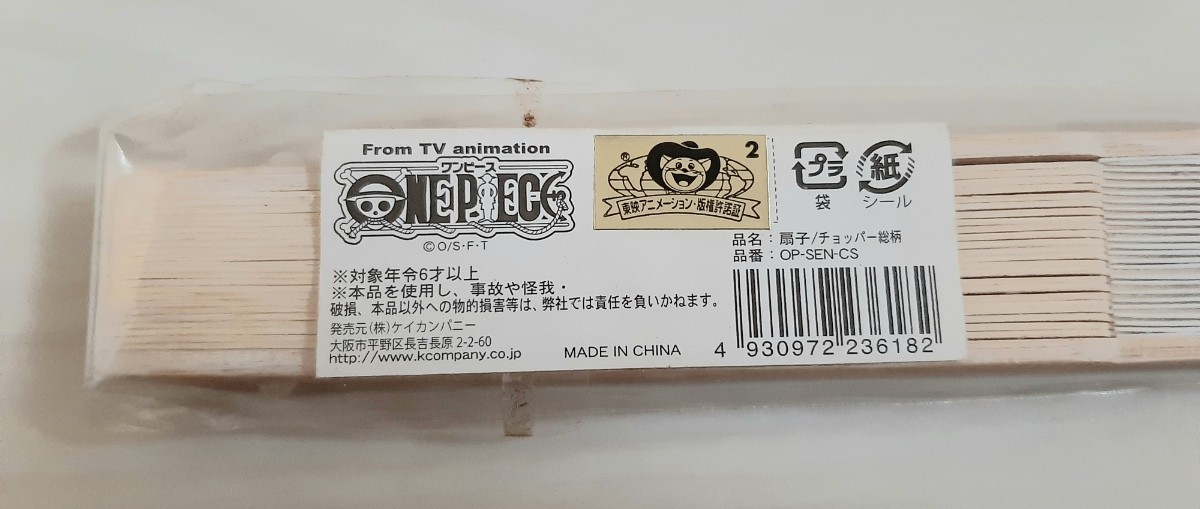 From TV animation
ワンピース
ONE PIECE
©O/S・F・T
2
東映アニメーション・版権許諾証
プラ
袋
紙
シール
品名：扇子/チョッパー総柄
品番：OP-SEN-CS
※対象年令6才以上
※本品を使用し、事故や怪我・
破損、本品以外への物的損害等は、弊社では責任を負いかねます。
発売元(株)ケイカンパニー
大阪市平野区長吉長原 2-2-60
http://www.kcompany.co.jp
MADE IN CHINA
4 930972 236182